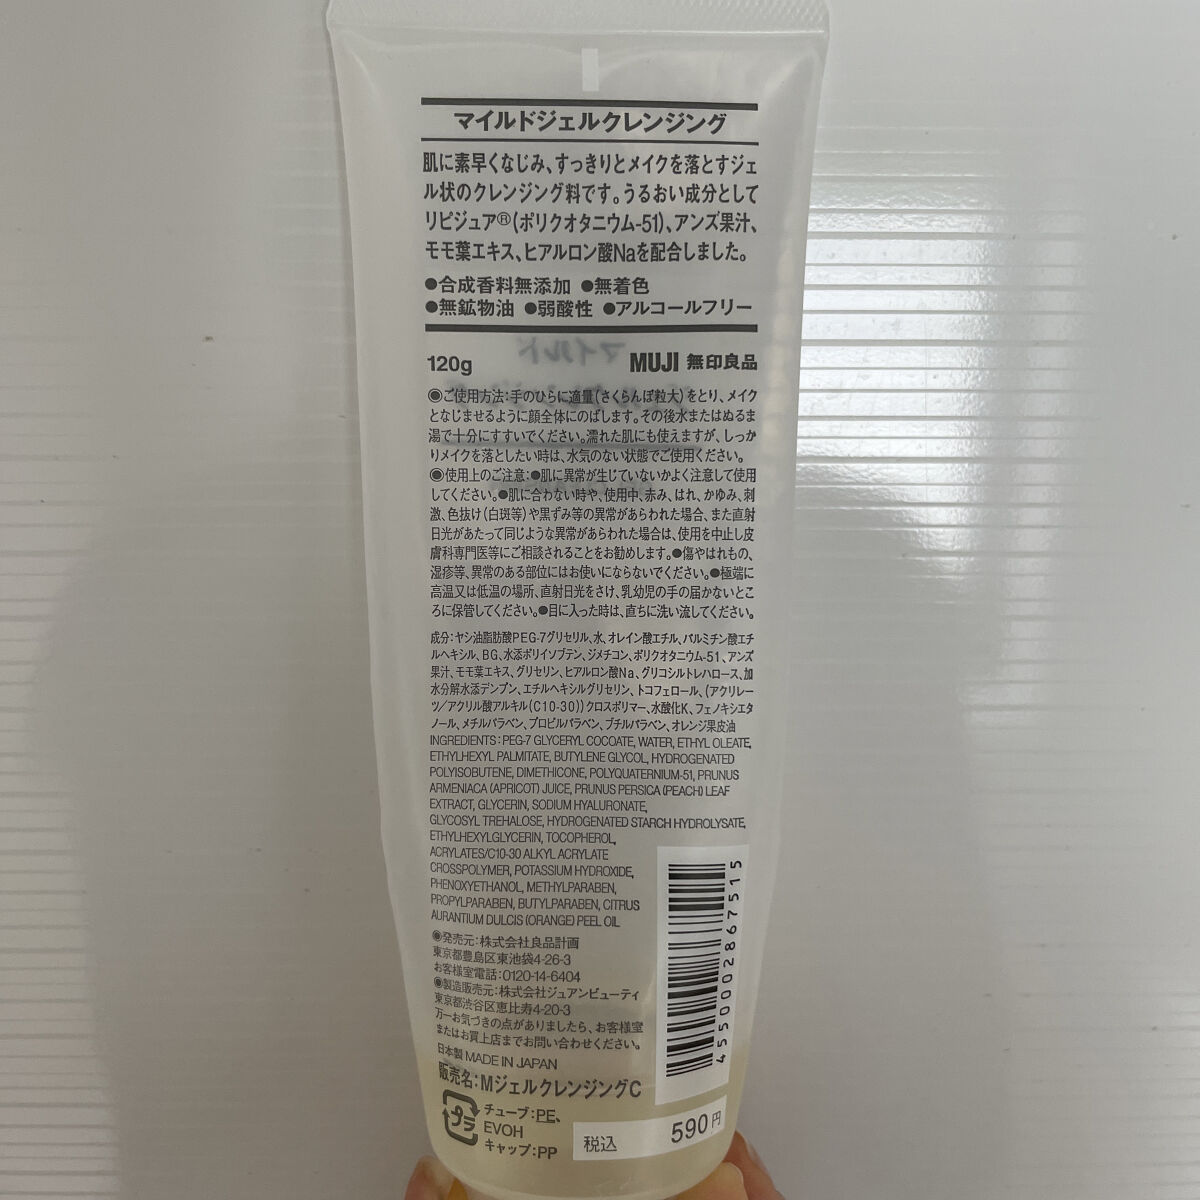 マイルドジェルクレンジング
肌に素早くなじみ、すっきりとメイクを落とすジェ
ル状のクレンジング料です。うるおい成分として
リピジュア®(ポリクオタニウム-51)、アンズ果汁、
モモ葉エキス、ヒアルロン酸Naを配合しました。
●合成香料無添加 ●無着色
●無鉱物油 ●弱酸性 ●アルコールフリー
120g MUJI 無印良品
◉ご使用方法:手のひらに適量(さくらんぼ粒大)をとり、メイク
となじませるように顔全体にのばします。その後水またはぬるま
湯で十分にすすいでください。濡れた肌にも使えますが、しっか
りメイクを落としたい時は、水気のない状態でご使用ください。
◉使用上のご注意:●肌に異常が生じていないかよく注意して使用
してください。●肌に合わない時や、使用中、赤み、はれ、かゆみ、刺
激、色抜け(白斑等)や黒ずみ等の異常があらわれた場合、また直射
日光があたって同じような異常があらわれた場合は、使用を中止し皮
膚科専門医等にご相談されることをお勧めします。●傷やはれもの、
湿疹等、異常のある部位にはお使いにならないでください。●極端に
高温又は低温の場所、直射日光をさけ、乳幼児の手の届かないとこ
ろに保管してください。●目に入った時は、直ちに洗い流してください。
成分:ヤシ油脂肪酸PEG-7グリセリル、水、オレイン酸エチル、パルミチン酸エチ
ルヘキシル、BG、水添ポリイソブテン、ジメチコン、ポリクオタニウム-51、アンズ
果汁、モモ葉エキス、グリセリン、ヒアルロン酸Na、グリコシルトレハロース、加
水分解水添デンプン、エチルヘキシルグリセリン、トコフェロール、(アクリレー
ツ/アクリル酸アルキル(C10-30))クロスポリマー、水酸化K、フェノキシエタ
ノール、メチルパラベン、プロピルパラベン、ブチルパラベン、オレンジ果皮油
INGREDIENTS:PEG-7 GLYCERYL COCOATE, WATER, ETHYL OLEATE,
ETHYLHEXYL PALMITATE, BUTYLENE GLYCOL, HYDROGENATED
POLYISOBUTENE, DIMETHICONE, POLYQUATERNIUM-51, PRUNUS
ARMENIACA (APRICOT) JUICE, PRUNUS PERSICA (PEACH) LEAF
EXTRACT, GLYCERIN, SODIUM HYALURONATE,
GLYCOSYL TREHALOSE, HYDROGENATED STARCH HYDROLYSATE,
ETHYLHEXYLGLYCERIN, TOCOPHEROL,
ACRYLATES/C10-30 ALKYL ACRYLATE
CROSSPOLYMER, POTASSIUM HYDROXIDE,
PHENOXYETHANOL, METHYLPARABEN,
PROPYLPARABEN, BUTYLPARABEN, CITRUS
AURANTIUM DULCIS (ORANGE) PEEL OIL
◉発売元:株式会社良品計画
東京都豊島区東池袋4-26-3
お客様室電話:0120-14-6404
◉製造販売元:株式会社ジュアンビューティ
東京都渋谷区恵比寿4-20-3
万一お気づきの点がありましたら、お客様室
またはお買上店までお問い合わせください。
日本製 MADE IN JAPAN
販売名:MジェルクレンジングC
プラ
チューブ:PE、
EVOH
キャップ:PP
4550002867515
税込 590円